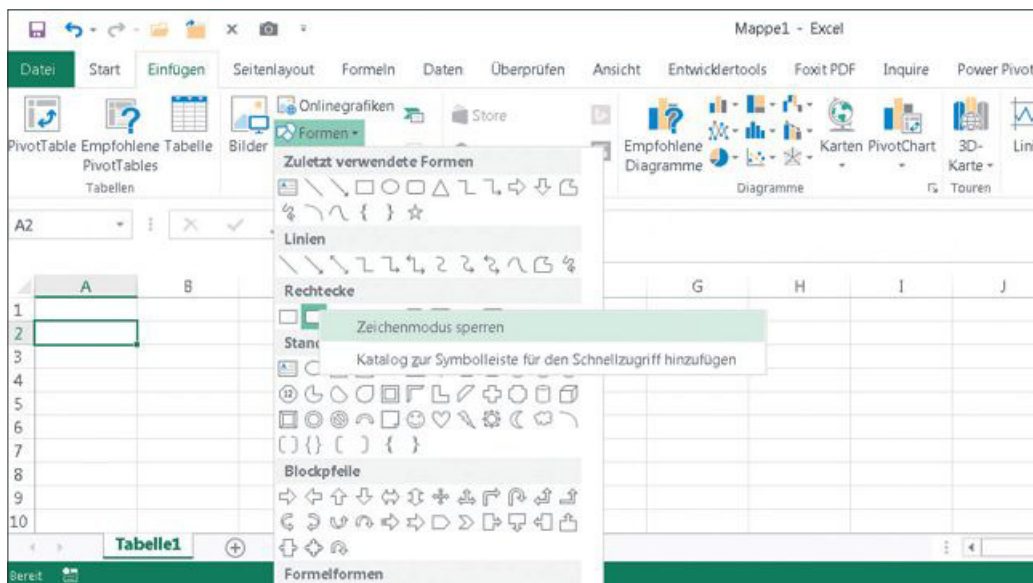 Mappe1 - Excel
Datei Start Einfügen Seitenlayout Formeln Daten Überprüfen Ansicht Entwicklertools Foxit PDF Inquire Power Pivot
PivotTable Empfohlene PivotTables Tabelle
Tabellen
Bilder
Onlinegrafiken
Formen
Store
Empfohlene Diagramme
Karten PivotChart
Diagramme
3D-Karte
Touren
Lin
A2
Zuletzt verwendete Formen
Linien
Rechtecke
Zeichenmodus sperren
Katalog zur Symbolleiste für den Schnellzugriff hinzufügen
Stand
Blockpfeile
Formelformen
A B G H I J
1
2
3
4
5
6
7
8
9
10
Tabelle1
Bereit